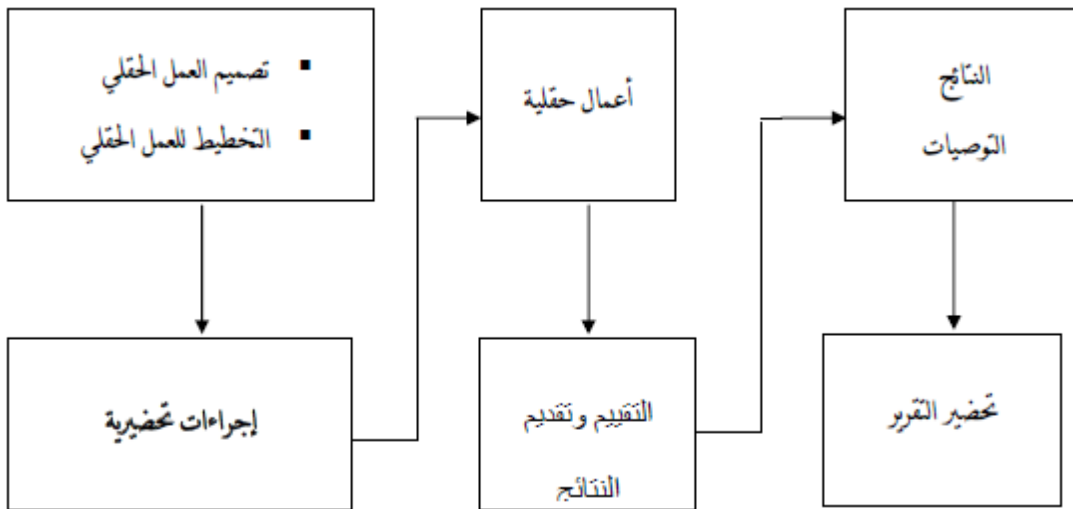 ▪ تصميم العمل الحقلي
▪ التخطيط للعمل الحقلي
إجراءات تحضيرية
أعمال حقلية
التقييم وتقديم
النتائج
النتائج
التوصيات
تحضير التقرير